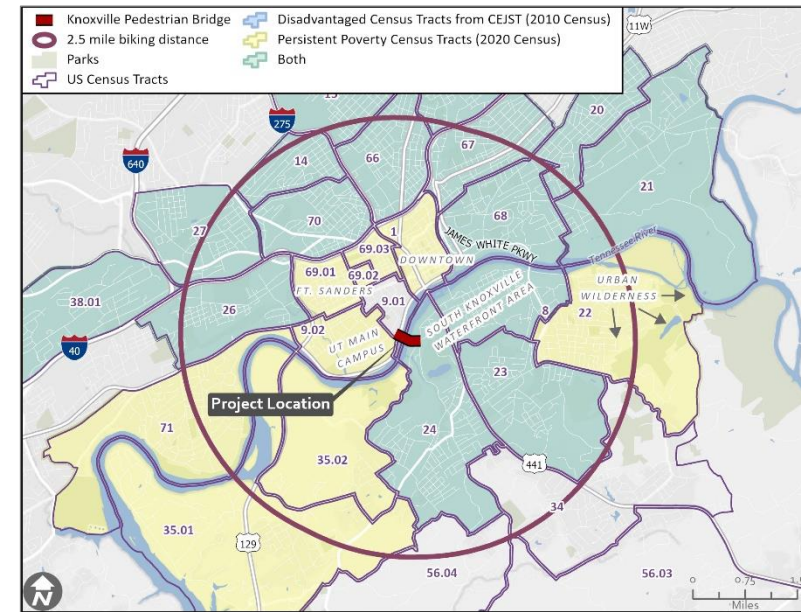 Knoxville Pedestrian Bridge
2.5 mile biking distance
Parks
US Census Tracts
Disadvantaged Census Tracts from CEJST (2010 Census)
Persistent Poverty Census Tracts (2020 Census)
Both
11W
275
640
20
67
66
14
21
27
70
68
1
69.03
JAMES WHITE PKWY
Tennessee River
DOWNTOWN
69.01
69.02
FT. SANDERS
URBAN
WILDERNESS
38.01
26
9.01
SOUTH KNOXVILLE
WATERFRONT AREA
8
22
40
9.02
UT MAIN
CAMPUS
23
Project Location
71
24
35.02
441
34
35.01
129
56.04
56.03
N
0
0.75
Miles